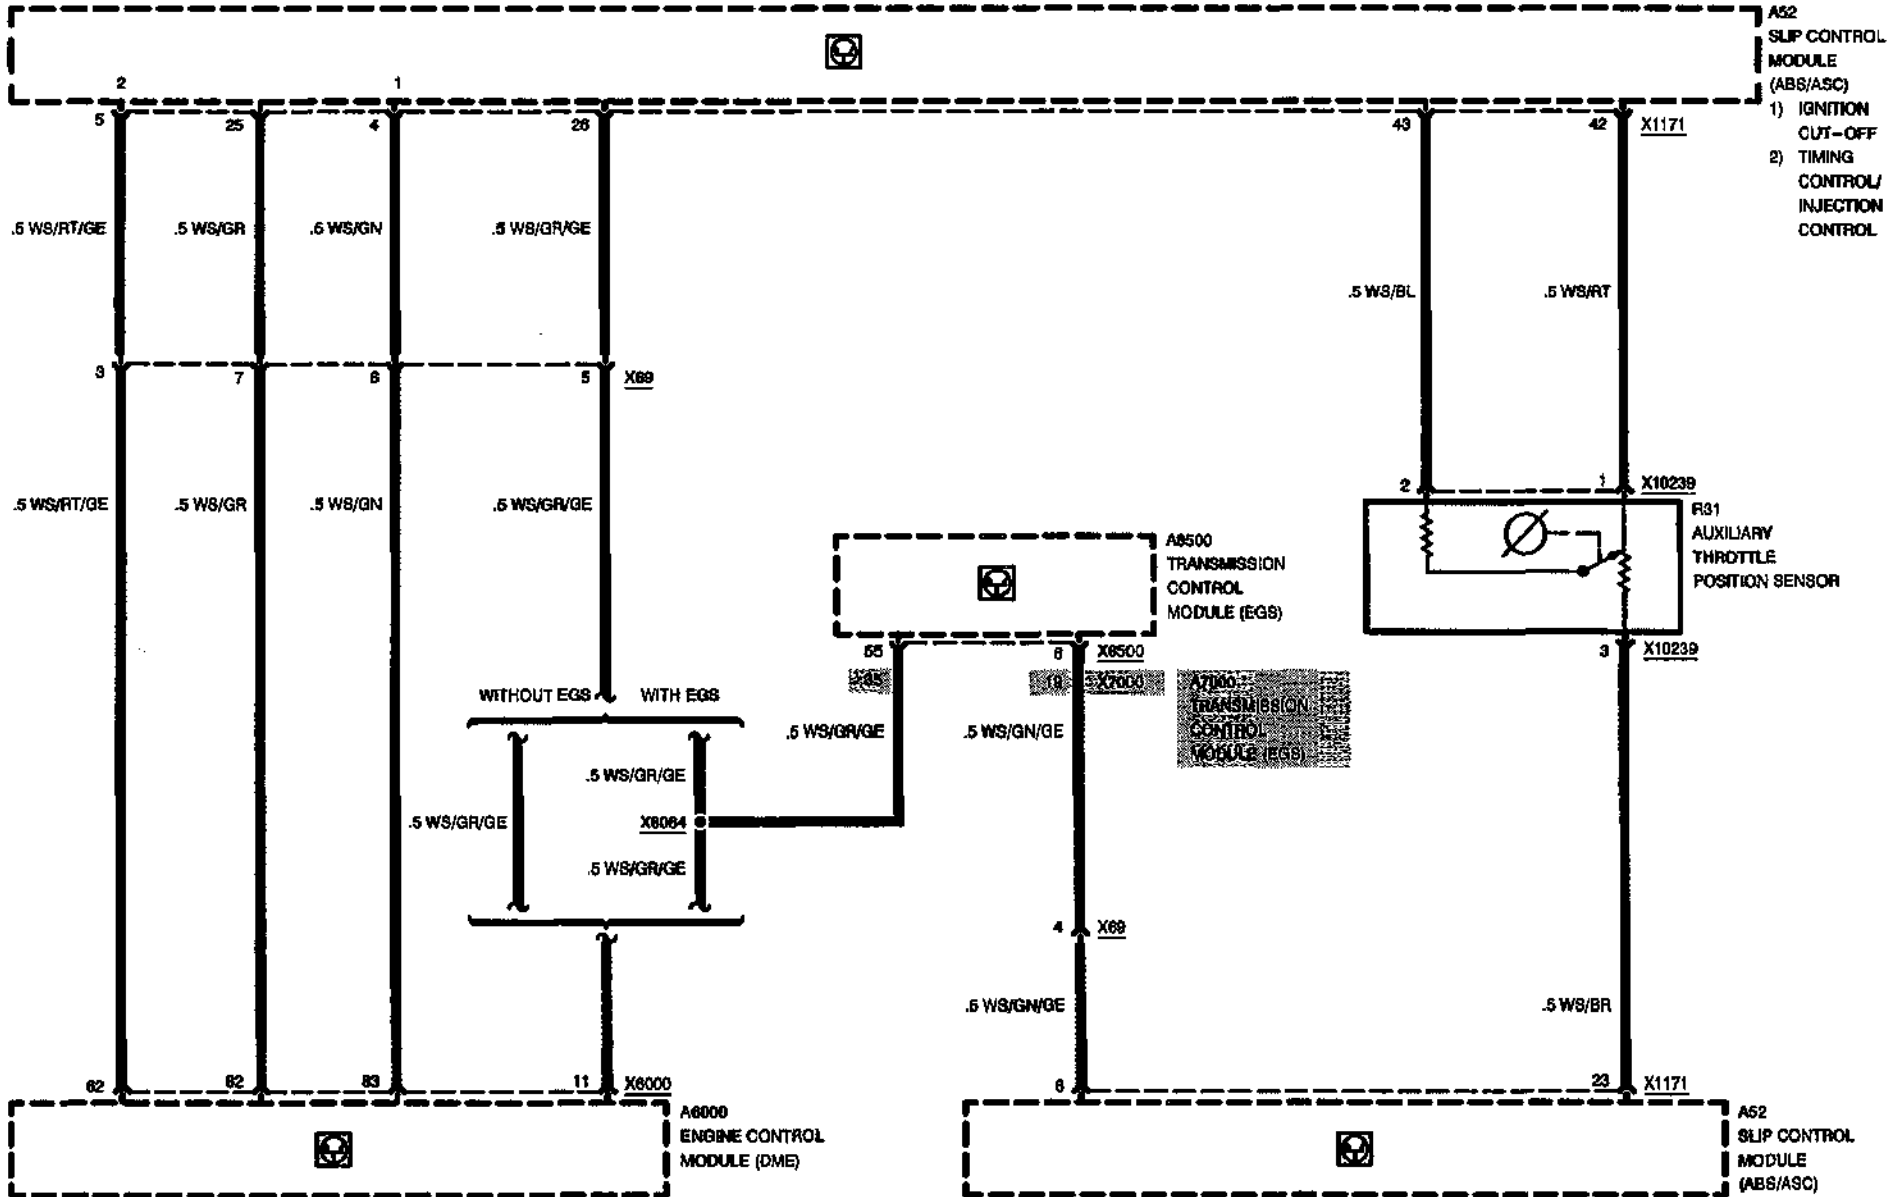 A52
SLIP CONTROL
MODULE
(ABS/ASC)
1) IGNITION
CUT-OFF
2) TIMING
CONTROL/
INJECTION
CONTROL
2 1
5 25 4 26 43 42 X1171
.5 WS/RT/GE .5 WS/GR .5 WS/GN .5 WS/GR/GE
.5 WS/BL .5 WS/RT
3 7 6 5 X69
2 1 X10239
.5 WS/RT/GE .5 WS/GR .5 WS/GN .5 WS/GR/GE
R31
AUXILIARY
THROTTLE
POSITION SENSOR
A8500
TRANSMISSION
CONTROL
MODULE (EGS)
55 6 X8500
3 X10239
19 X7000
A7000
TRANSMISSION
CONTROL
MODULE (EGS)
WITHOUT EGS WITH EGS
.5 WS/GR/GE .5 WS/GN/GE
.5 WS/GR/GE
.5 WS/GR/GE X6064
.5 WS/GR/GE
4 X69
.5 WS/GN/GE .5 WS/BR
62 82 83 11 X6000
6 23 X1171
A6000
ENGINE CONTROL
MODULE (DME)
A52
SLIP CONTROL
MODULE
(ABS/ASC)